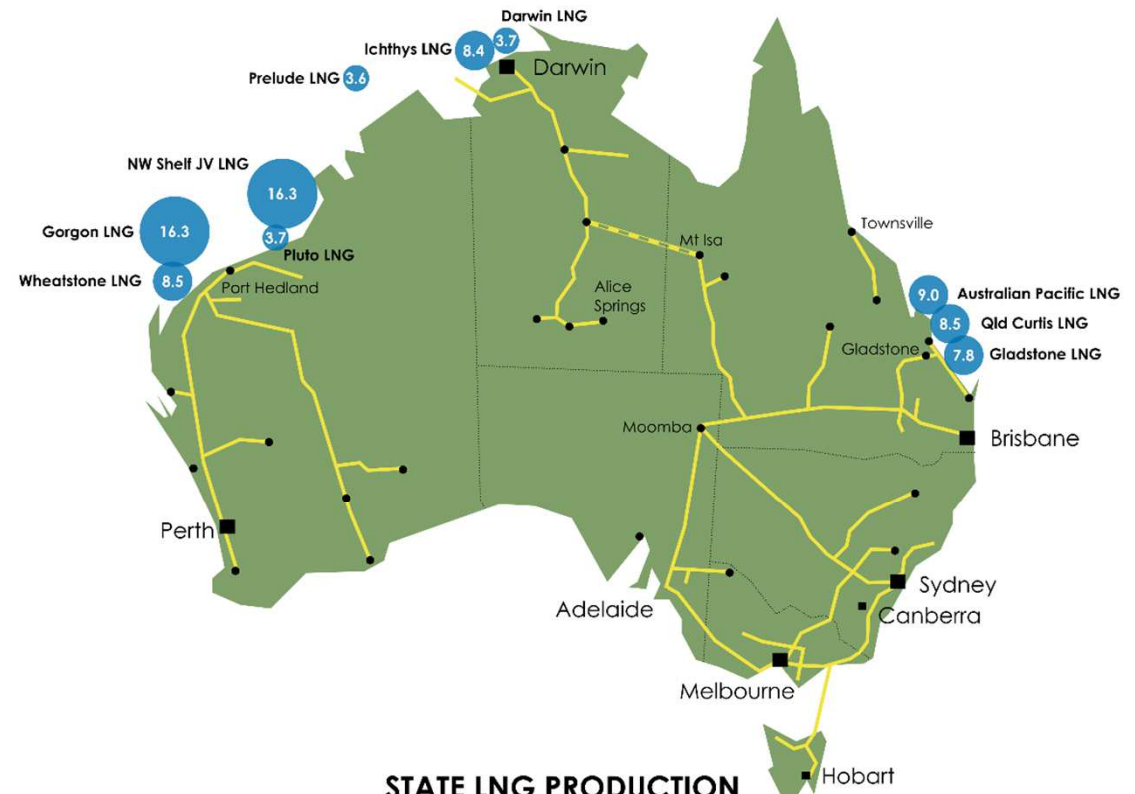 Darwin LNG
3.7
Ichthys LNG
8.4
Darwin
Prelude LNG
3.6
NW Shelf JV LNG
16.3
Gorgon LNG
16.3
3.7
Pluto LNG
Wheatstone LNG
8.5
Port Hedland
Townsville
Mt Isa
Alice
Springs
9.0
Australian Pacific LNG
8.5
Qld Curtis LNG
Gladstone
7.8
Gladstone LNG
Moomba
Brisbane
Perth
Adelaide
Sydney
Canberra
Melbourne
Hobart
STATE LNG PRODUCTION